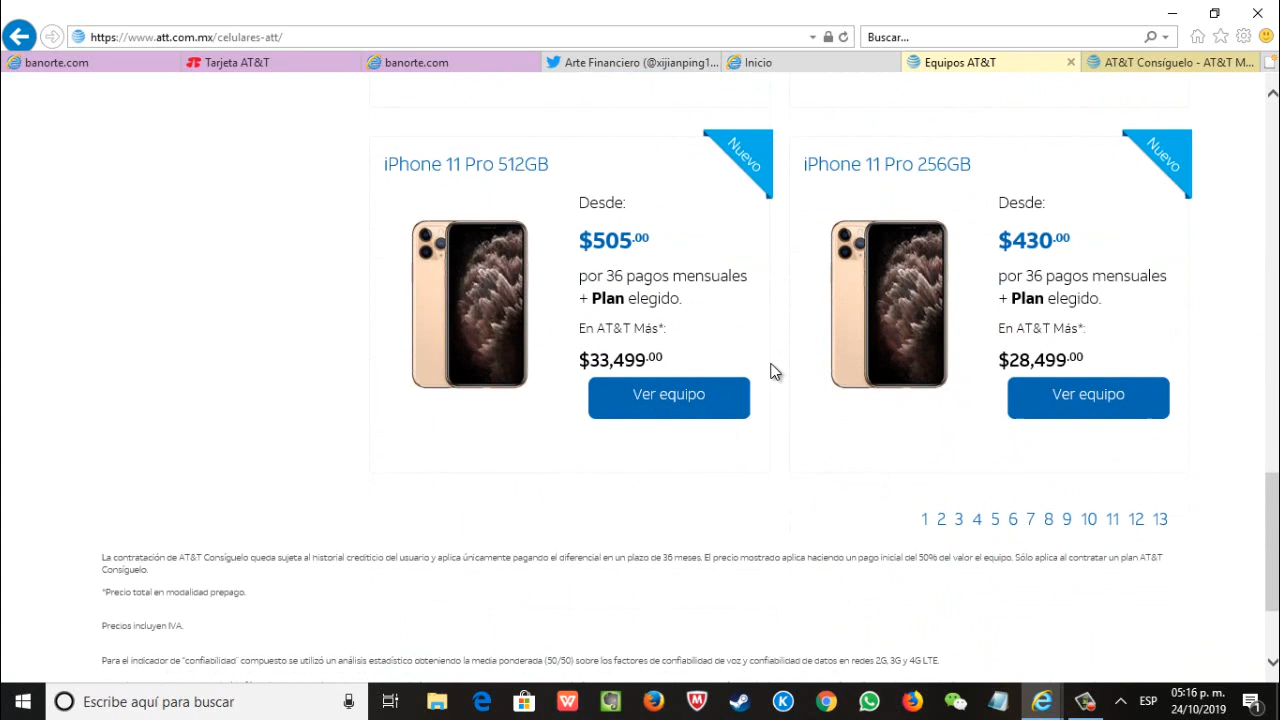 https://www.att.com.mx/celulares-att/
Buscar...
banorte.com
Tarjeta AT&T
banorte.com
Arte Financiero (@xijianping1...
Inicio
Equipos AT&T
AT&T Consíguelo - AT&T M...
Nuevo
iPhone 11 Pro 512GB
Desde:
$505.00
por 36 pagos mensuales
+ Plan elegido.
En AT&T Más*:
$33,499.00
Ver equipo
Nuevo
iPhone 11 Pro 256GB
Desde:
$430.00
por 36 pagos mensuales
+ Plan elegido.
En AT&T Más*:
$28,499.00
Ver equipo
1 2 3 4 5 6 7 8 9 10 11 12 13
La contratación de AT&T Consíguelo queda sujeta al historial crediticio del usuario y aplica únicamente pagando el diferencial en un plazo de 36 meses. El precio mostrado aplica haciendo un pago inicial del 50% del valor el equipo. Sólo aplica al contratar un plan AT&T
Consíguelo.
*Precio total en modalidad prepago.
Precios incluyen IVA.
Para el indicador de "confiabilidad" compuesto se utilizó un análisis estadístico obteniendo la media ponderada (50/50) sobre los factores de confiabilidad de voz y confiabilidad de datos en redes 2G, 3G y 4G LTE.
Escribe aquí para buscar
ESP
05:16 p. m.
24/10/2019